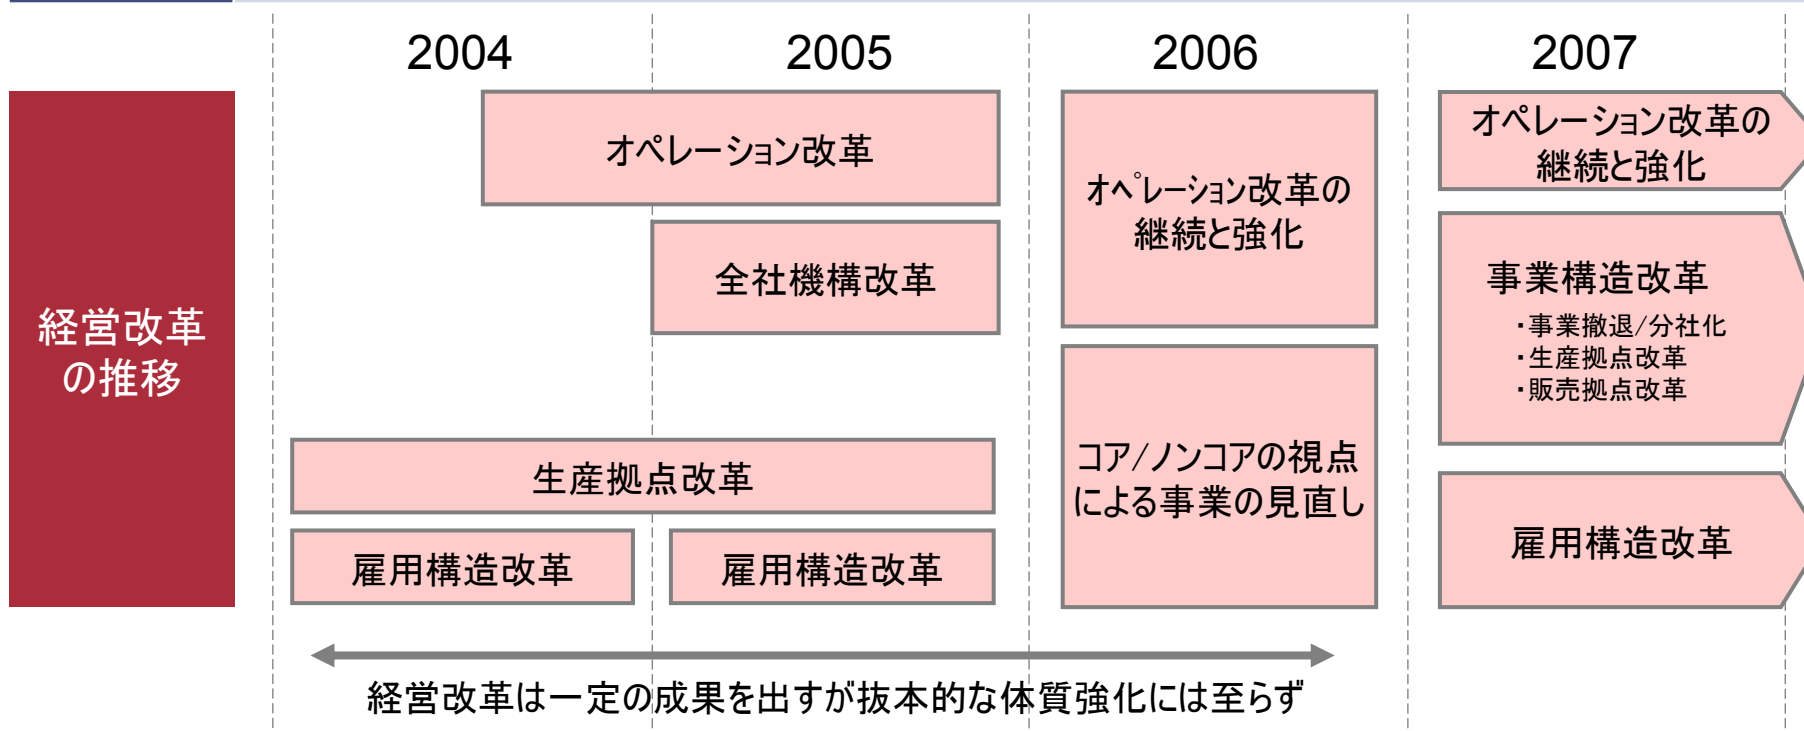 2004
2005
2006
2007
経営改革
の推移
オペレーション改革
全社機構改革
生産拠点改革
雇用構造改革
雇用構造改革
オペレーション改革の
継続と強化
コア/ノンコアの視点
による事業の見直し
オペレーション改革の
継続と強化
事業構造改革
・事業撤退/分社化
・生産拠点改革
・販売拠点改革
雇用構造改革
経営改革は一定の成果を出すが抜本的な体質強化には至らず